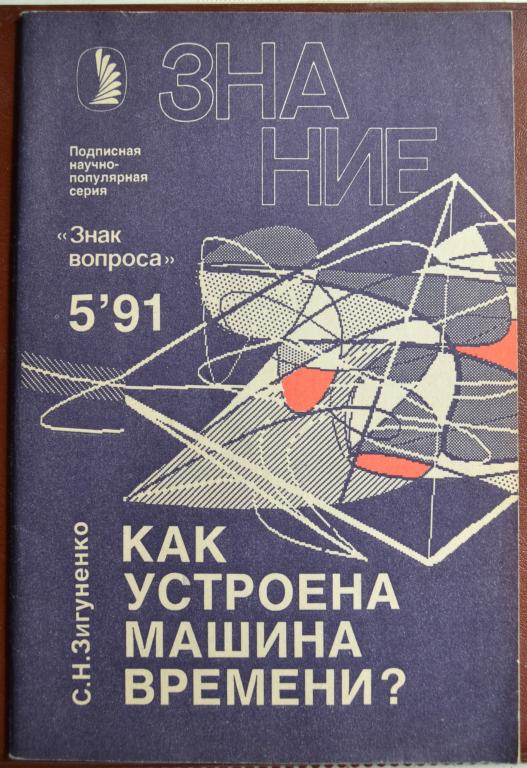 ЗНА
НИЕ
Подписная
научно-
популярная
серия
«Знак
вопроса»
5’91
С.Н.Зигуненко
КАК
УСТРОЕНА
МАШИНА
ВРЕМЕНИ?